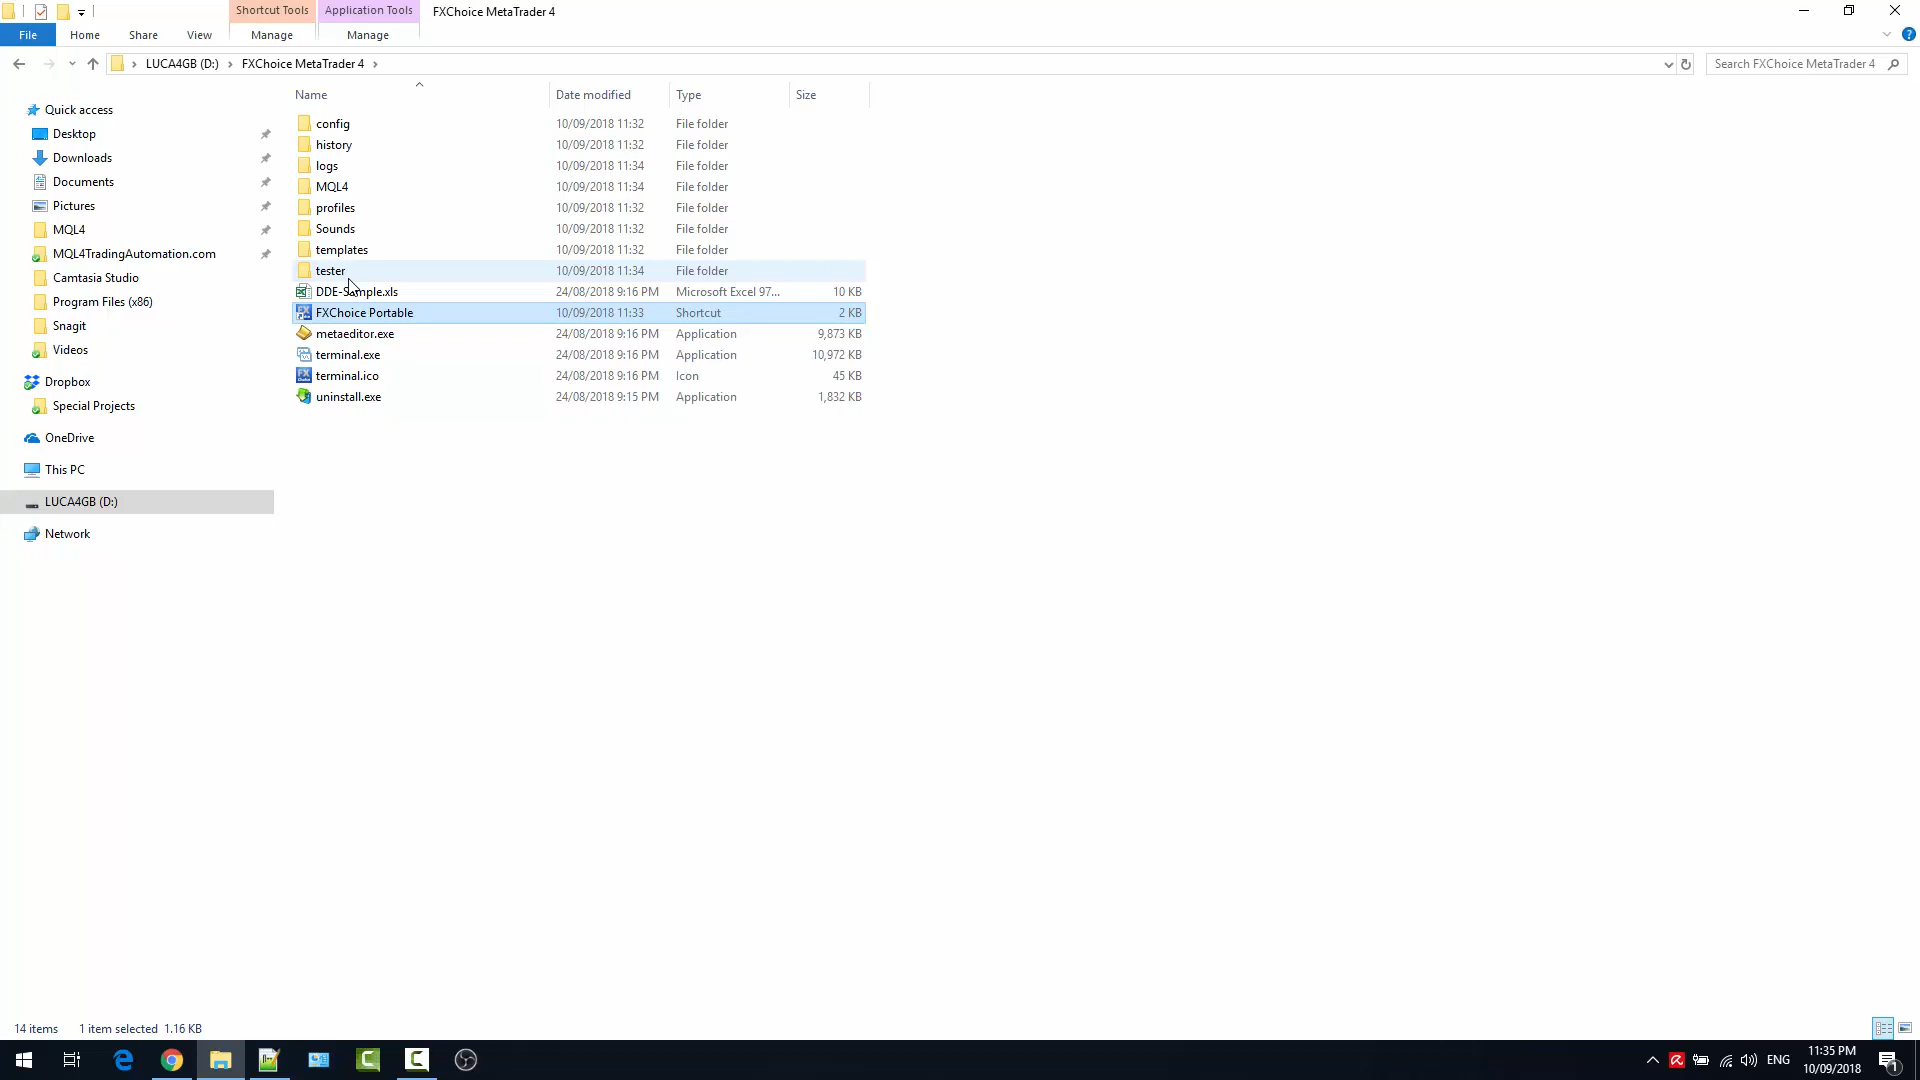 Shortcut Tools
Application Tools
FXChoice MetaTrader 4
File
Home
Share
View
Manage
Manage
LUCA4GB (D:)
FXChoice MetaTrader 4
Search FXChoice MetaTrader 4
Name
Date modified
Type
Size
Quick access
Desktop
Downloads
Documents
Pictures
MQL4
MQL4TradingAutomation.com
Camtasia Studio
Program Files (x86)
Snagit
Videos
Dropbox
Special Projects
OneDrive
This PC
LUCA4GB (D:)
Network
config 10/09/2018 11:32 File folder
history 10/09/2018 11:32 File folder
logs 10/09/2018 11:34 File folder
MQL4 10/09/2018 11:34 File folder
profiles 10/09/2018 11:32 File folder
Sounds 10/09/2018 11:32 File folder
templates 10/09/2018 11:32 File folder
tester 10/09/2018 11:34 File folder
DDE-Sample.xls 24/08/2018 9:16 PM Microsoft Excel 97... 10 KB
FXChoice Portable 10/09/2018 11:33 Shortcut 2 KB
metaeditor.exe 24/08/2018 9:16 PM Application 9,873 KB
terminal.exe 24/08/2018 9:16 PM Application 10,972 KB
terminal.ico 24/08/2018 9:16 PM Icon 45 KB
uninstall.exe 24/08/2018 9:15 PM Application 1,832 KB
14 items 1 item selected 1.16 KB
ENG
11:35 PM
10/09/2018
1